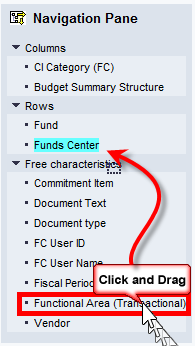 Navigation Pane
Columns
CI Category (FC)
Budget Summary Structure
Rows
Fund
Funds Center
Free characteristics
Commitment Item
Document Text
Document type
FC User ID
FC User Name
Fiscal Period
Click and Drag
Functional Area (Transactional)
Vendor